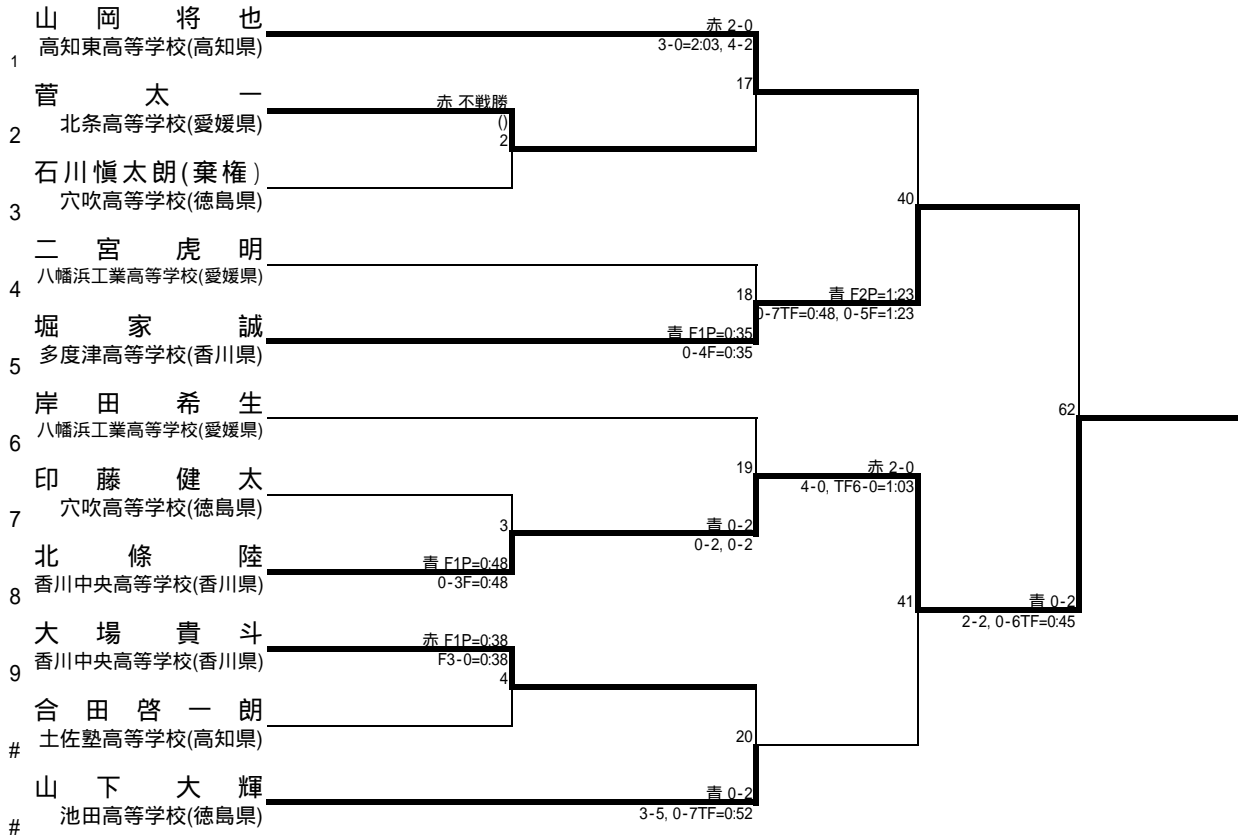 山岡将也
赤 2-0
1 高知東高等学校(高知県)
3-0=2:03, 4-2
17
菅太一
赤 不戦勝
2 北条高等学校(愛媛県)
()
2
石川愼太朗(棄権)
3 穴吹高等学校(徳島県)
40
二宮虎明
4 八幡浜工業高等学校(愛媛県)
18
青 F2P=1:23
0-7TF=0:48, 0-5F=1:23
堀家誠
青 F1P=0:35
5 多度津高等学校(香川県)
0-4F=0:35
岸田希生
6 八幡浜工業高等学校(愛媛県)
62
印藤健太
19
赤 2-0
4-0, TF6-0=1:03
7 穴吹高等学校(徳島県)
3
青 0-2
0-2, 0-2
北條陸
青 F1P=0:48
8 香川中央高等学校(香川県)
0-3F=0:48
41
青 0-2
2-2, 0-6TF=0:45
大場貴斗
赤 F1P=0:38
9 香川中央高等学校(香川県)
F3-0=0:38
4
合田啓一朗
# 土佐塾高等学校(高知県)
20
山下大輝
青 0-2
# 池田高等学校(徳島県)
3-5, 0-7TF=0:52